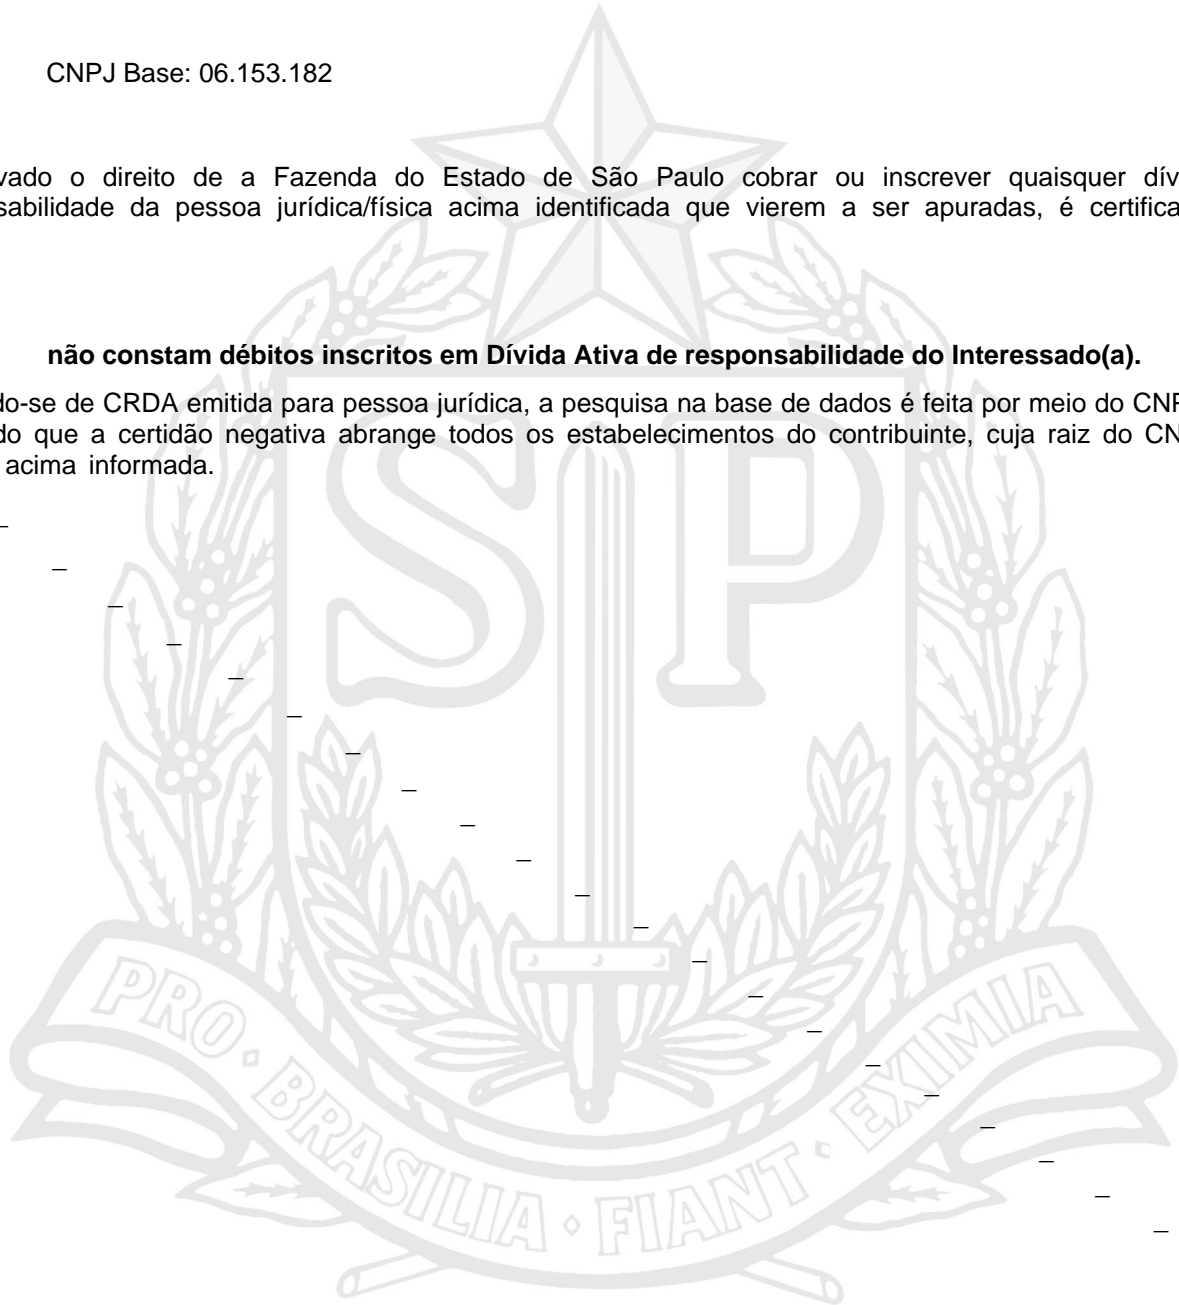 CNPJ Base: 06.153.182
vado o direito de a Fazenda do Estado de São Paulo cobrar ou inscrever quaisquer dív
sabilidade da pessoa jurídica/física acima identificada que vierem a ser apuradas, é certifica
não constam débitos inscritos em Dívida Ativa de responsabilidade do Interessado(a).
do-se de CRDA emitida para pessoa jurídica, a pesquisa na base de dados é feita por meio do CNP
do que a certidão negativa abrange todos os estabelecimentos do contribuinte, cuja raiz do CN
acima informada.
SP
PRO • BRASILIA • FIANT • EXIMIA